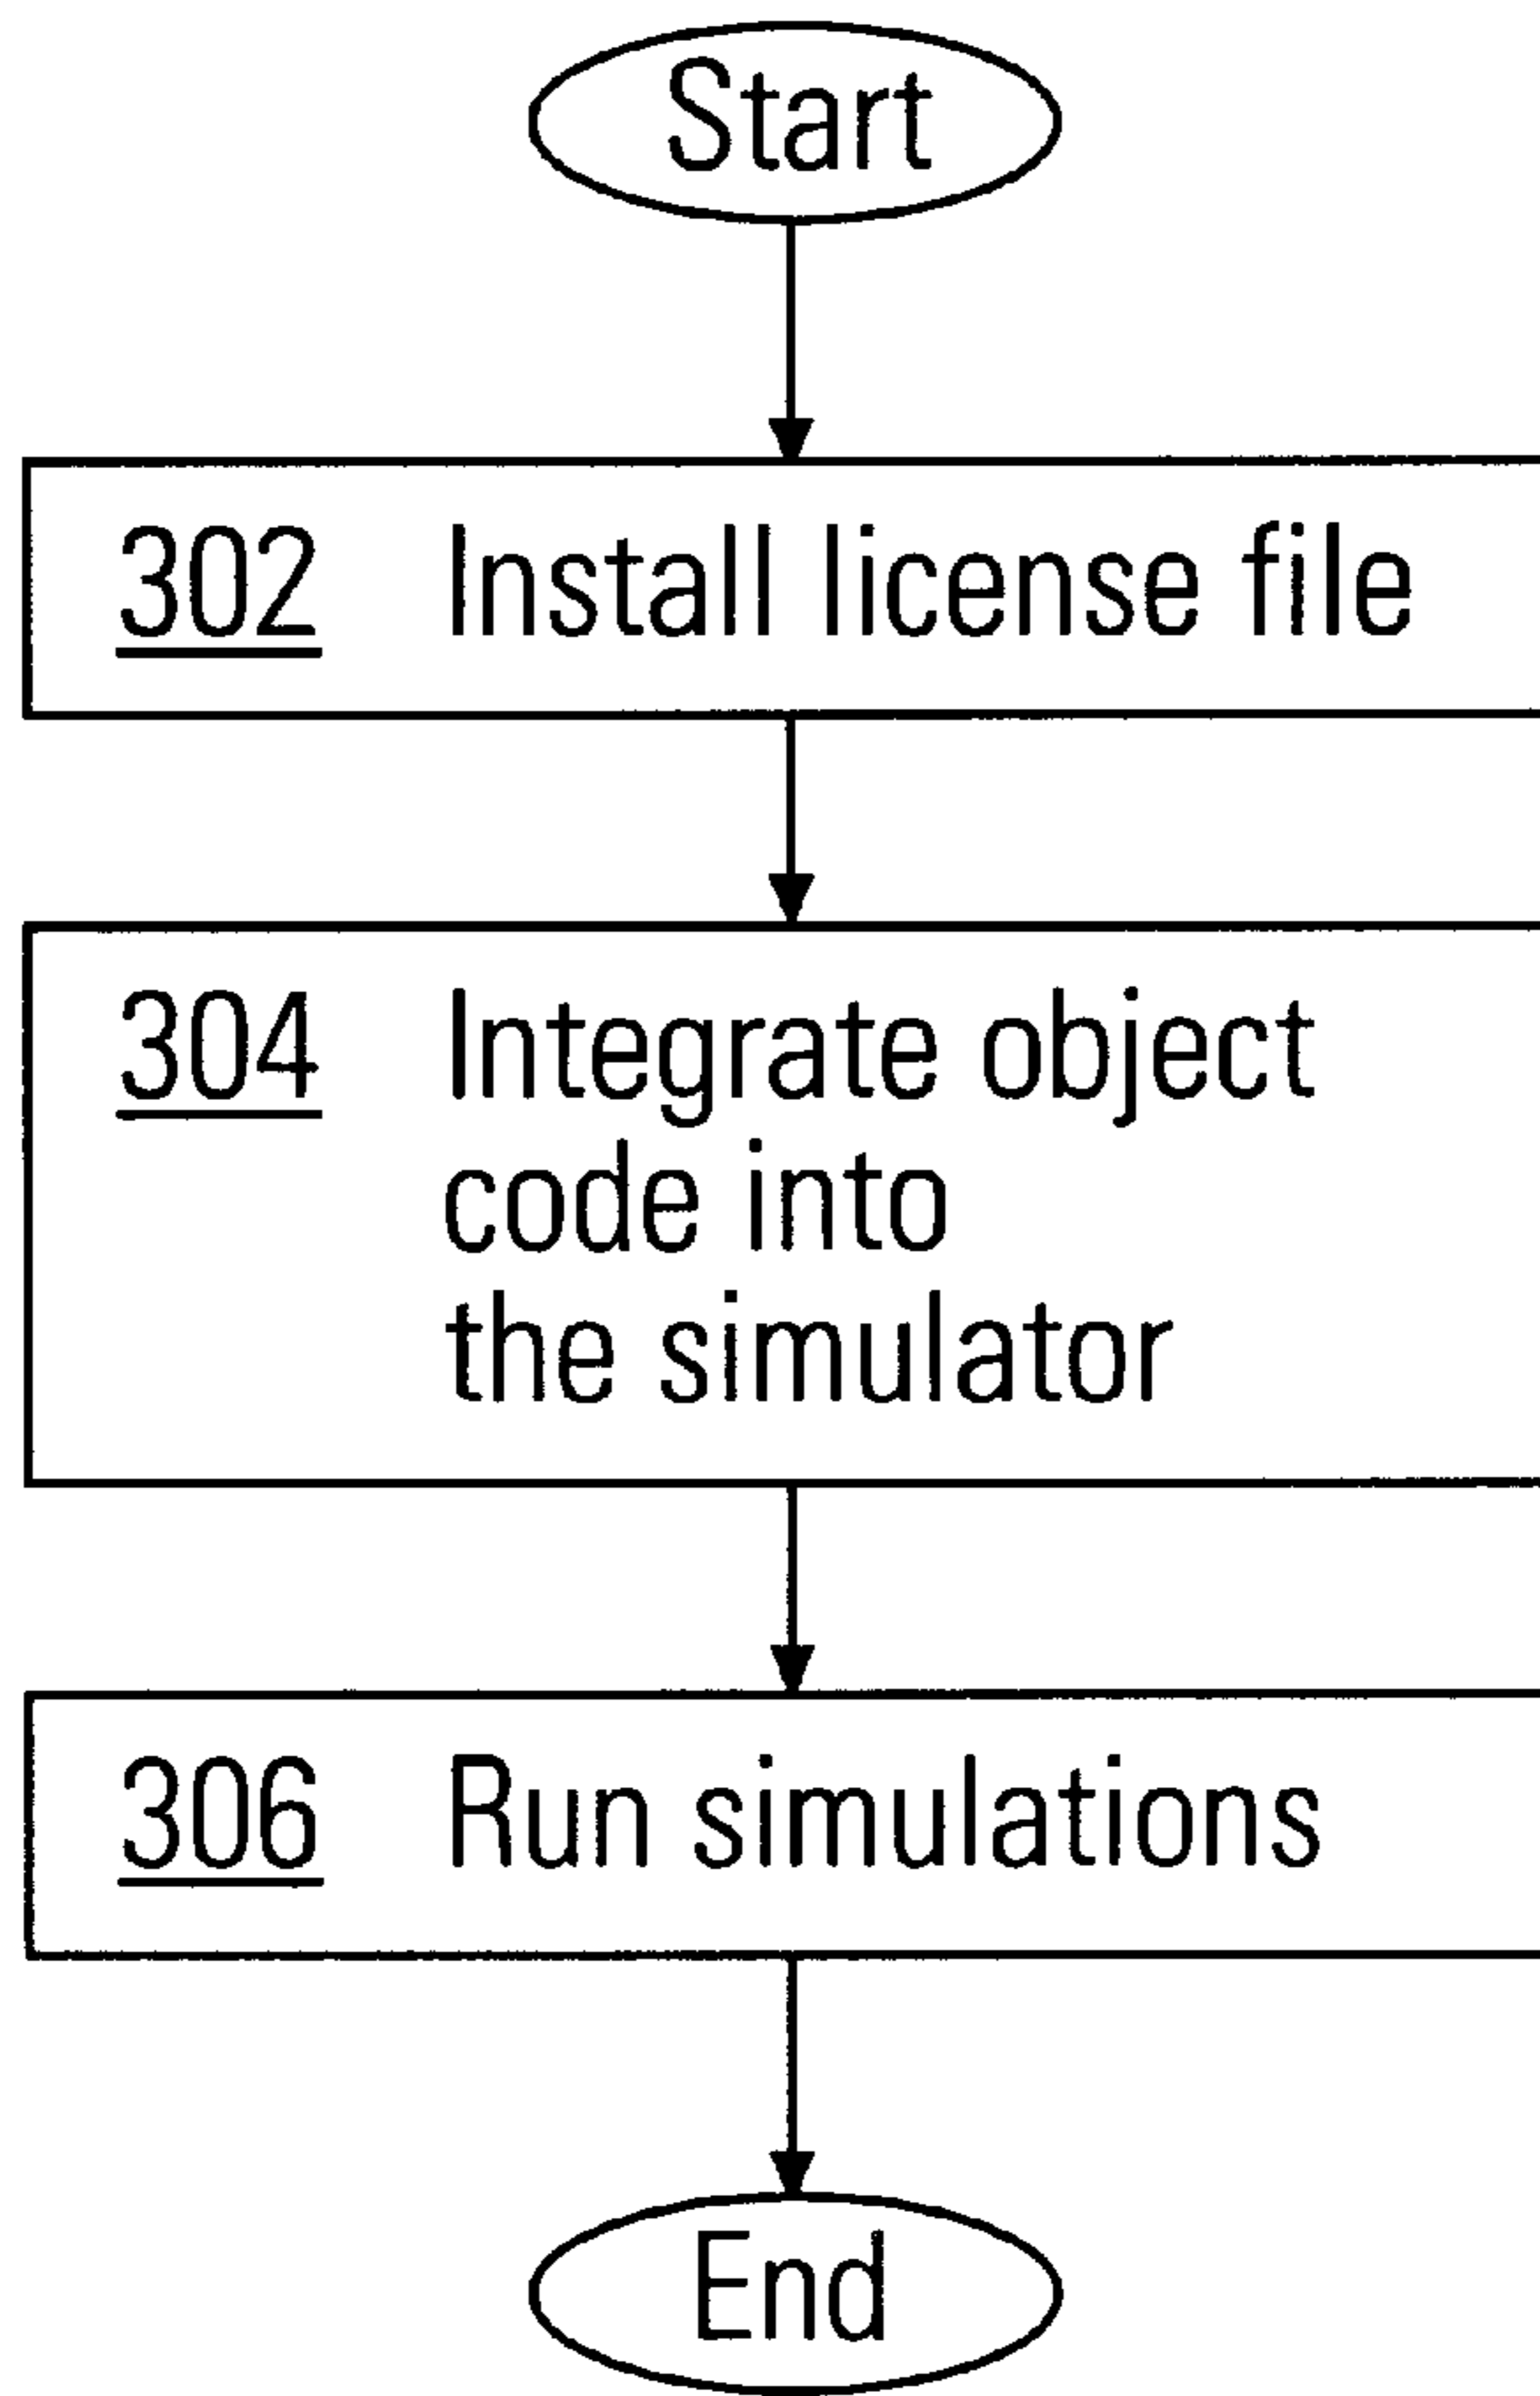 Start
302 Install license file
304 Integrate object
code into
the simulator
306 Run simulations
End